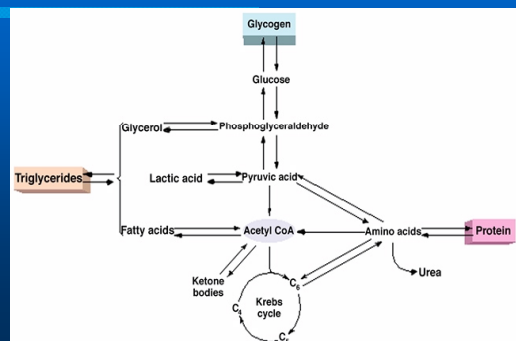 Glycogen
Glucose
Glycerol
Phosphoglyceraldehyde
Triglycerides
Lactic acid
Pyruvic acid
Fatty acids
Acetyl CoA
Amino acids
Protein
Urea
Ketone
bodies
C6
C4
Krebs
cycle